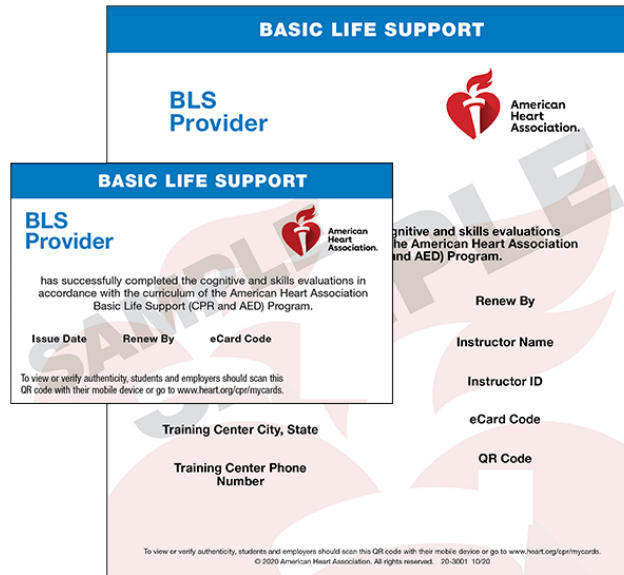 BASIC LIFE SUPPORT
BLS
Provider
American
Heart
Association.
BASIC LIFE SUPPORT
BLS
Provider
American
Heart
Association.
has successfully completed the cognitive and skills evaluations in
accordance with the curriculum of the American Heart Association
Basic Life Support (CPR and AED) Program.
Issue Date Renew By eCard Code
To view or verify authenticity, students and employers should scan this
QR code with their mobile device or go to www.heart.org/cpr/mycards.
SAMPLE
and skills evaluations
the American Heart Association
and AED) Program.
Renew By
Instructor Name
Instructor ID
eCard Code
QR Code
Training Center City, State
Training Center Phone
Number
SAMPLE
To view or verify authenticity, students and employers should scan this QR code with their mobile device or go to www.heart.org/cpr/mycards.
© 2020 American Heart Association. All rights reserved. 20-3001 10/20